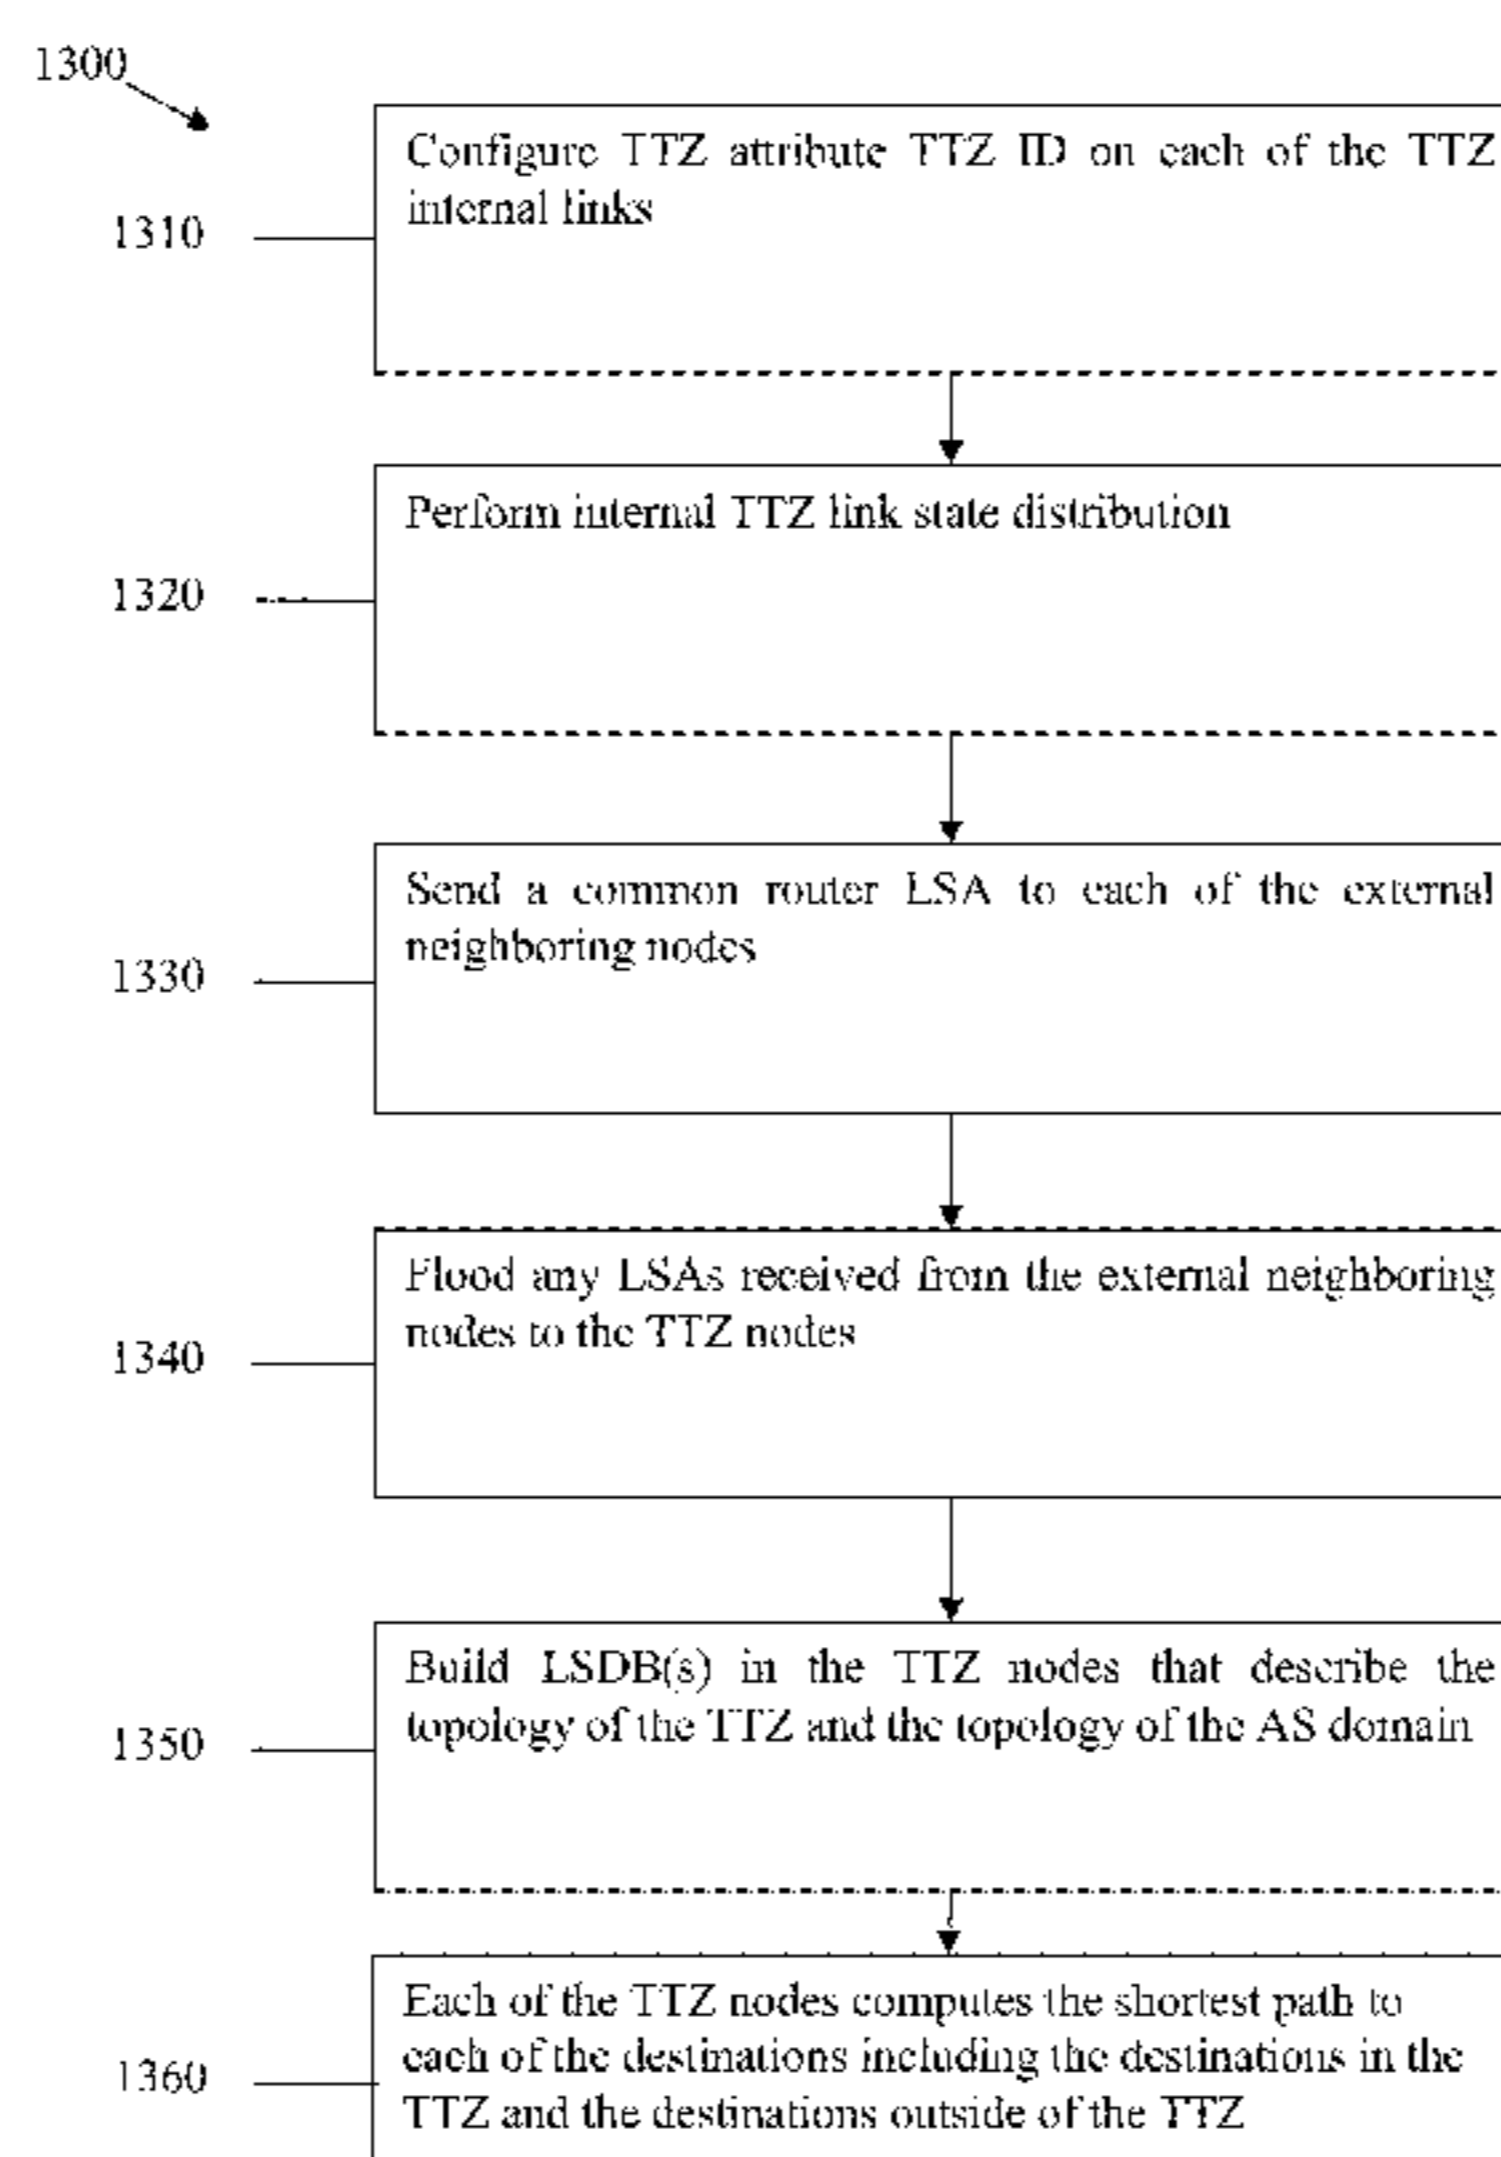 1300
Configure TTZ attribute TTZ ID on each of the TTZ
internal links
1310
Perform internal TTZ link state distribution
1320
Send a common router LSA to each of the external
neighboring nodes
1330
Flood any LSAs received from the external neighboring
nodes to the TTZ nodes
1340
Build LSDB(s) in the TTZ nodes that describe the
topology of the TTZ and the topology of the AS domain
1350
Each of the TTZ nodes computes the shortest path to
each of the destinations including the destinations in the
TTZ and the destinations outside of the TTZ
1360